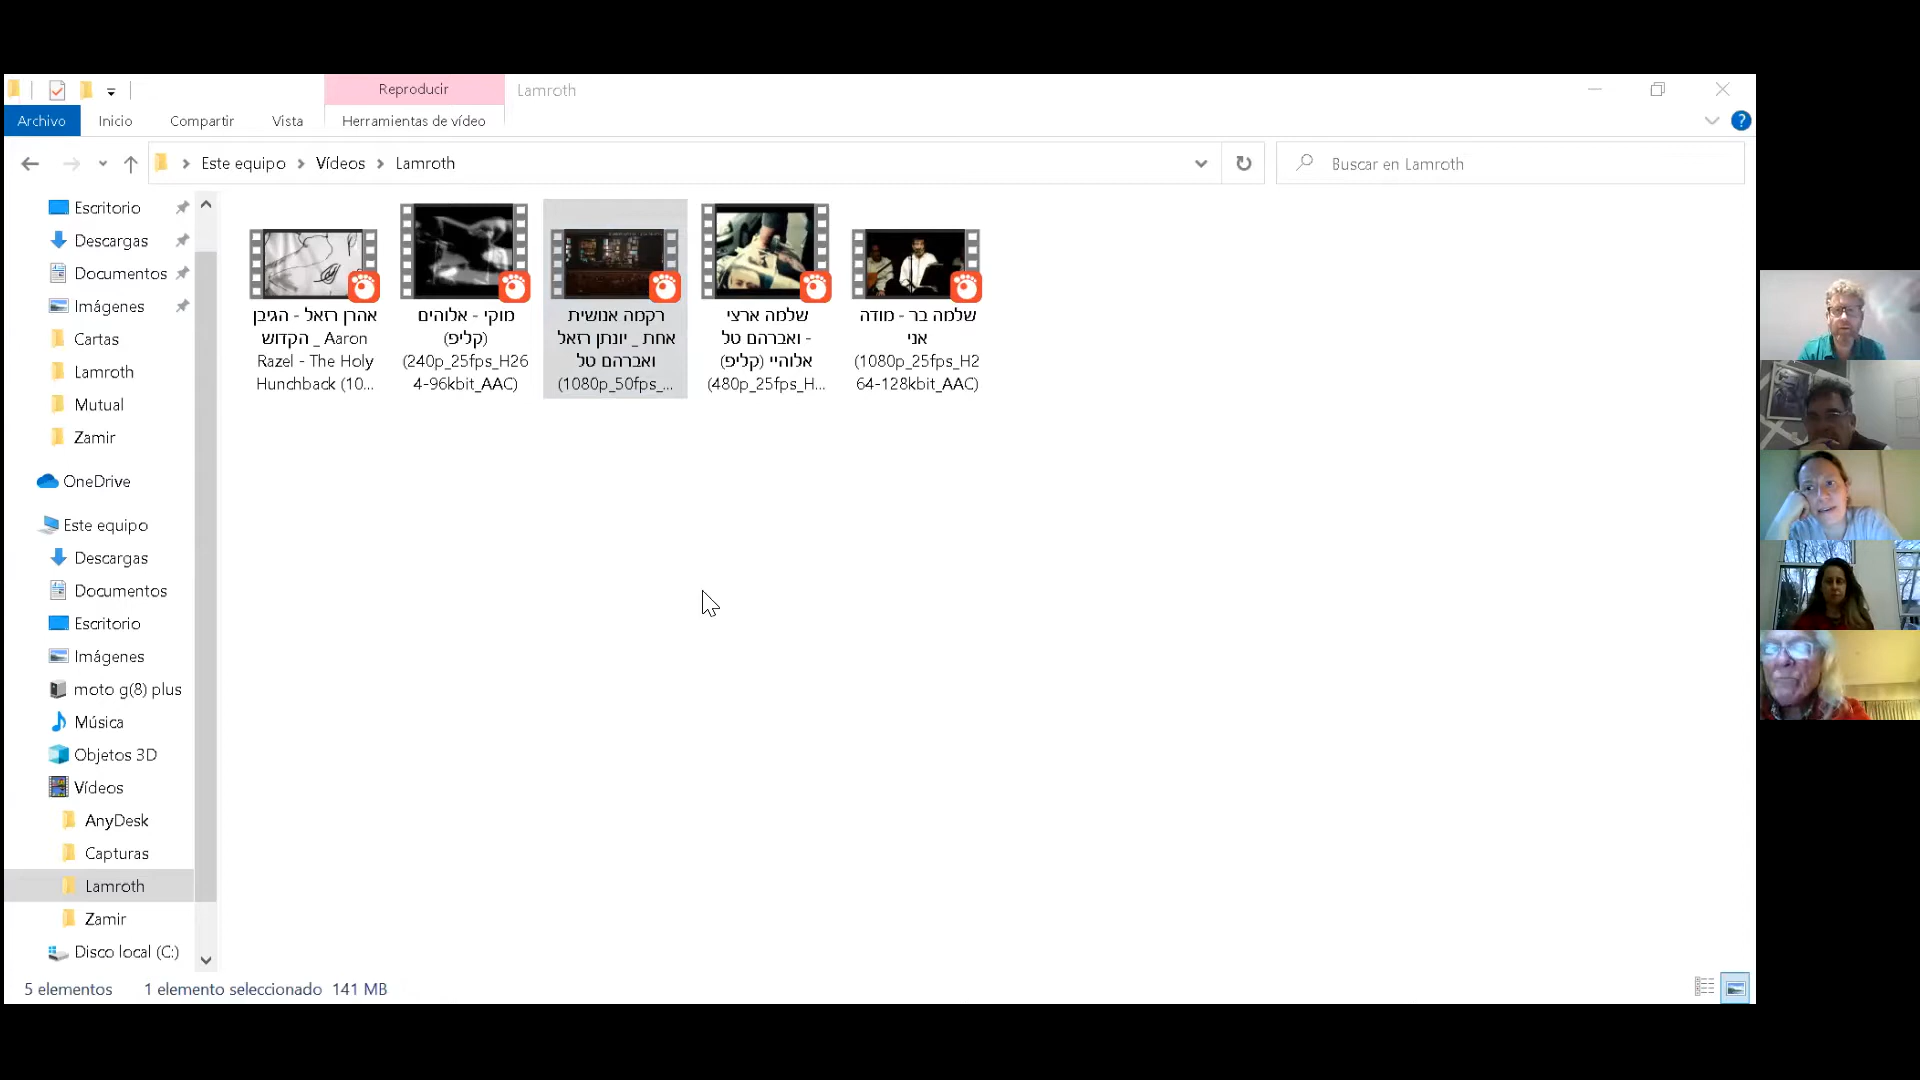 Reproducir
Lamroth
Archivo
Inicio
Compartir
Vista
Herramientas de vídeo
Este equipo
Vídeos
Lamroth
Buscar en Lamroth
Escritorio
Descargas
Documentos
Imágenes
Cartas
Lamroth
Mutual
Zamir
OneDrive
Este equipo
Descargas
Documentos
Escritorio
Imágenes
moto g(8) plus
Música
Objetos 3D
Vídeos
AnyDesk
Capturas
Lamroth
Zamir
Disco local (C:)
אהרן רזאל - הגיבן
הקדוש _ Aaron
Razel - The Holy
Hunchback (10...
מוקי - אלוהים
(קליפ)
(240p_25fps_H26
4-96kbit_AAC)
רקמה אנושית
אחת _ יונתן רזאל
ואברהם טל
(1080p_50fps_...
שלמה ארצי
ואברהם טל -
אלוהיי (קליפ)
(480p_25fps_H...
שלמה בר - מודה
אני
(1080p_25fps_H2
64-128kbit_AAC)
5 elementos
1 elemento seleccionado 141 MB